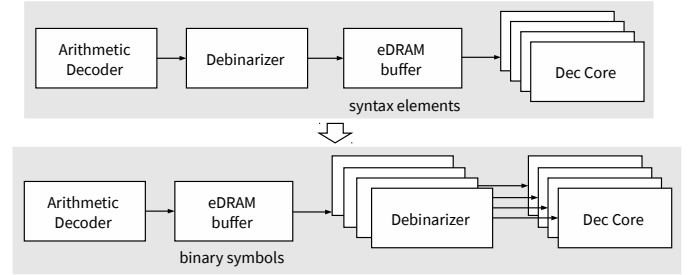 Arithmetic
Decoder
Debinarizer
eDRAM
buffer
Dec Core
syntax elements
Arithmetic
Decoder
eDRAM
buffer
Debinarizer
Dec Core
binary symbols